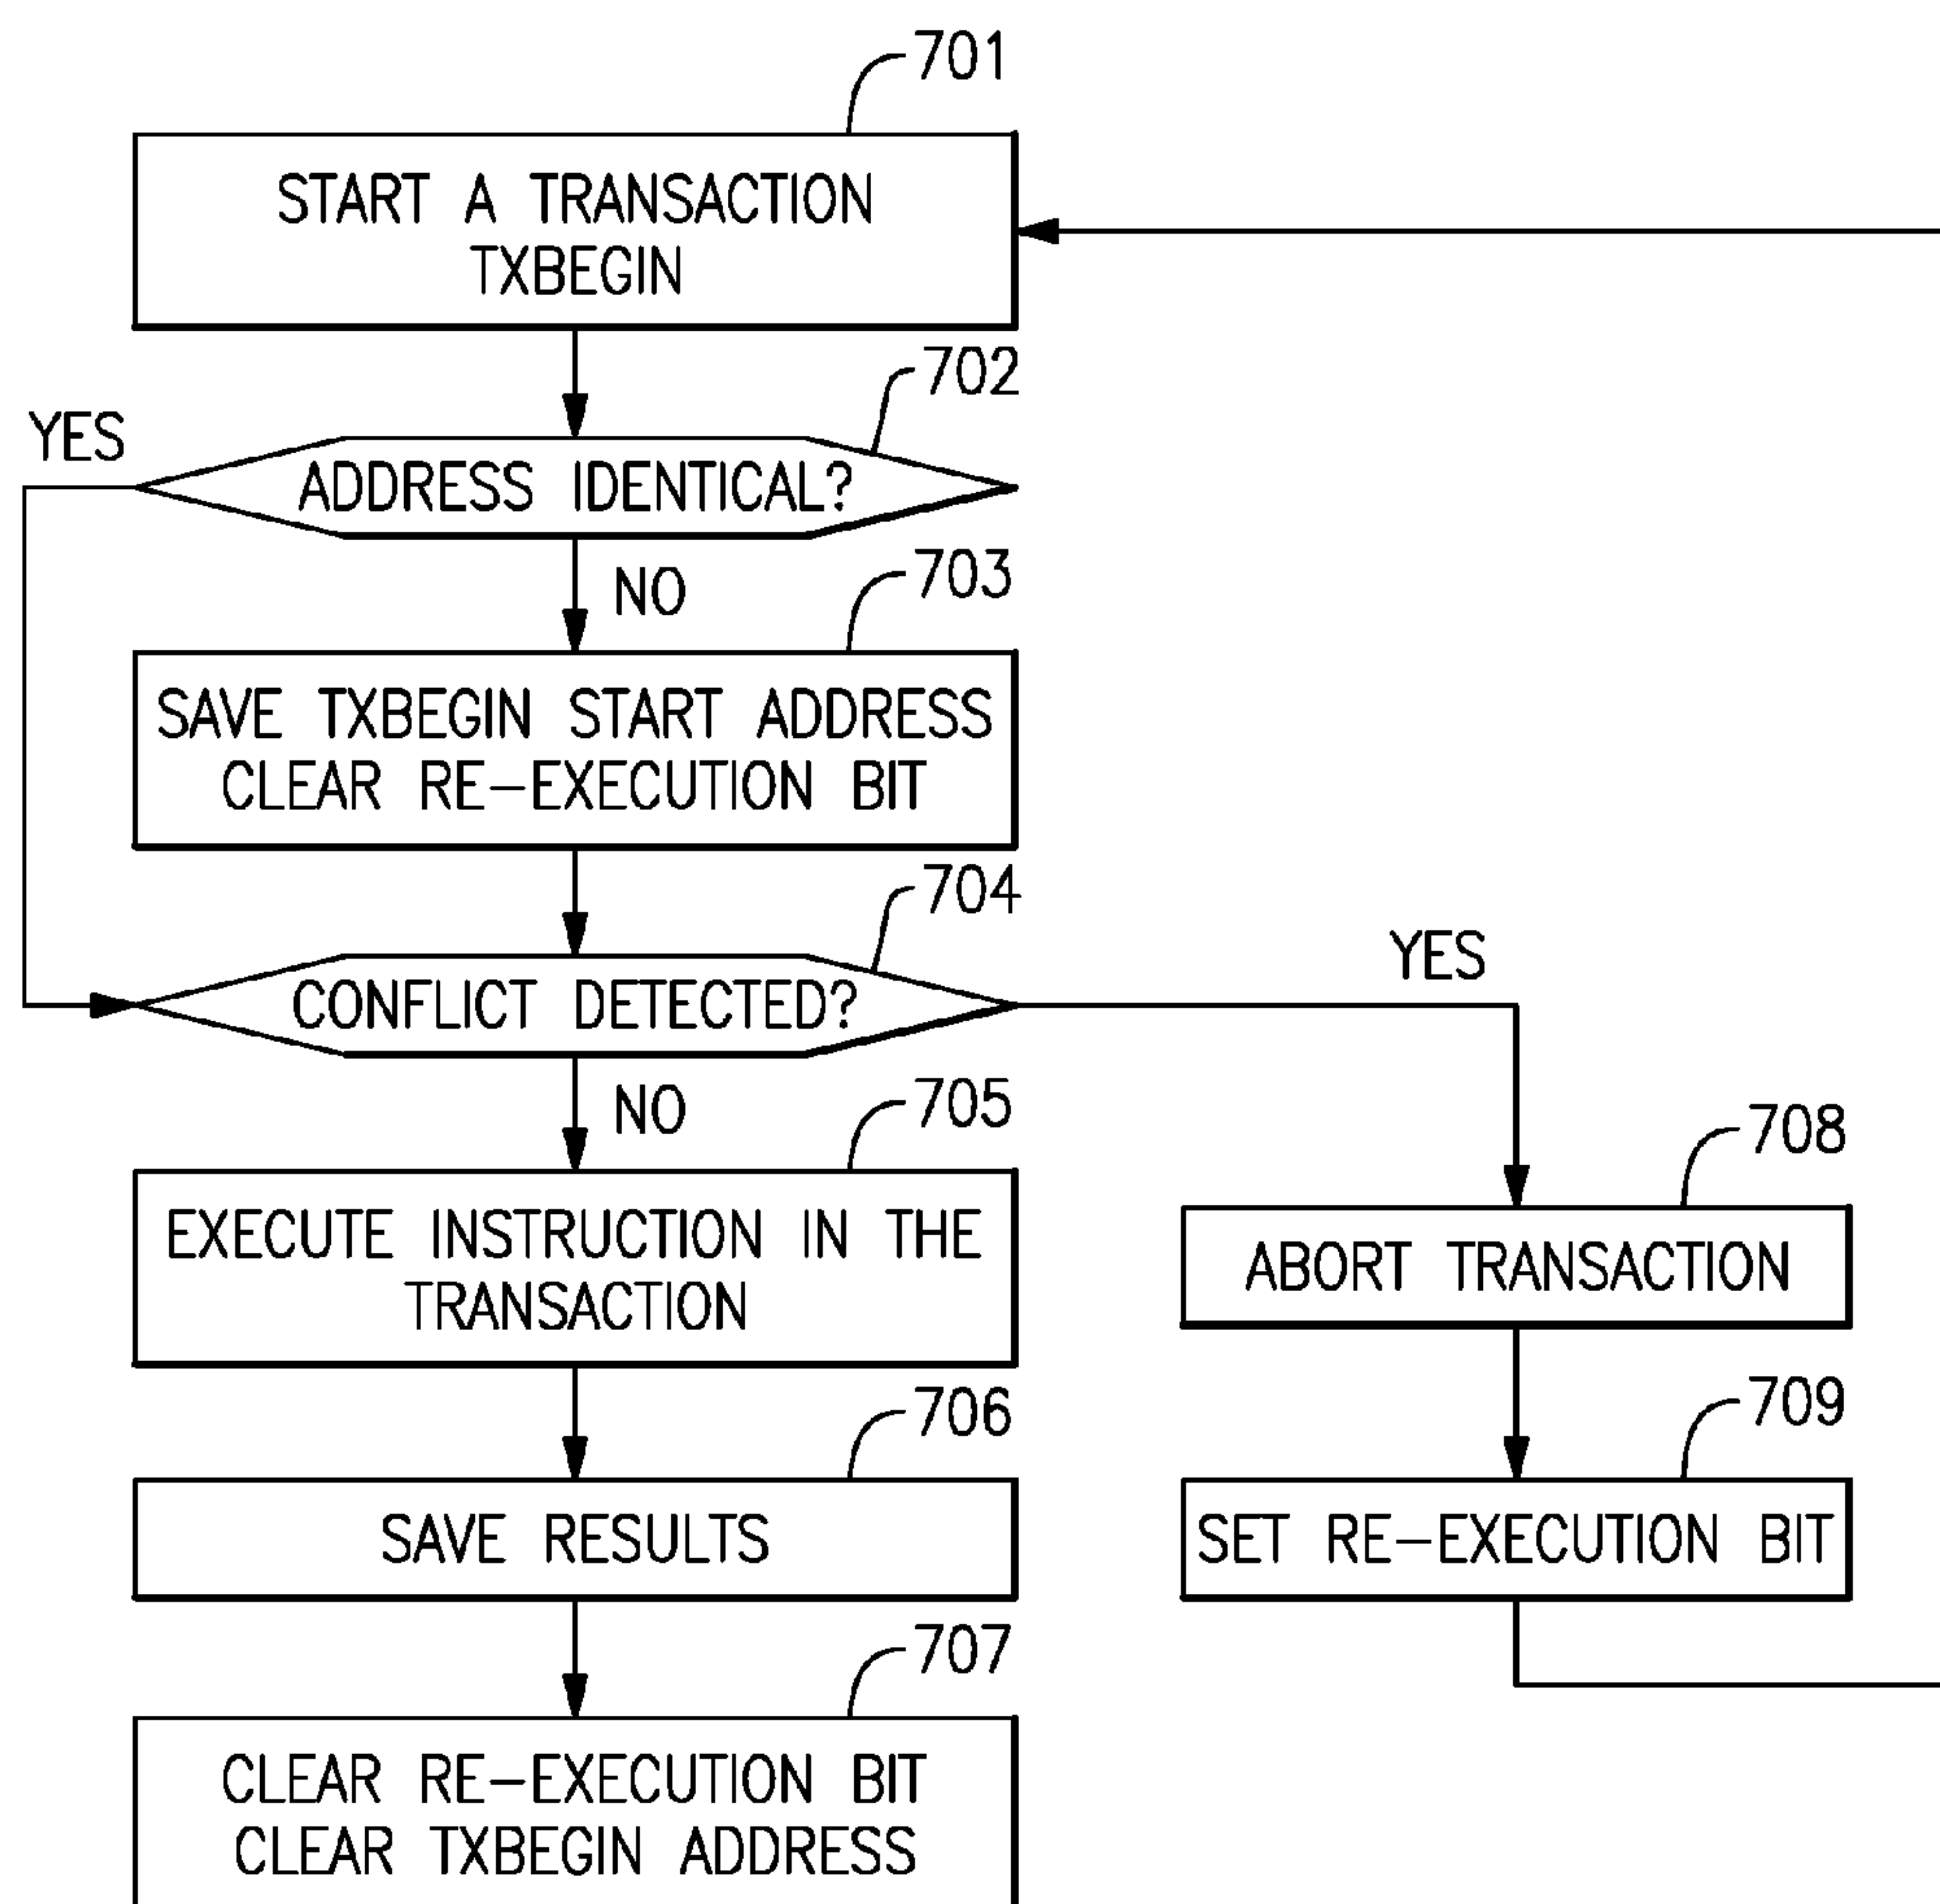 701
START A TRANSACTION
TXBEGIN
702
YES
ADDRESS IDENTICAL?
NO
703
SAVE TXBEGIN START ADDRESS
CLEAR RE-EXECUTION BIT
704
CONFLICT DETECTED?
YES
NO
705
EXECUTE INSTRUCTION IN THE
TRANSACTION
708
ABORT TRANSACTION
706
SAVE RESULTS
709
SET RE-EXECUTION BIT
707
CLEAR RE-EXECUTION BIT
CLEAR TXBEGIN ADDRESS